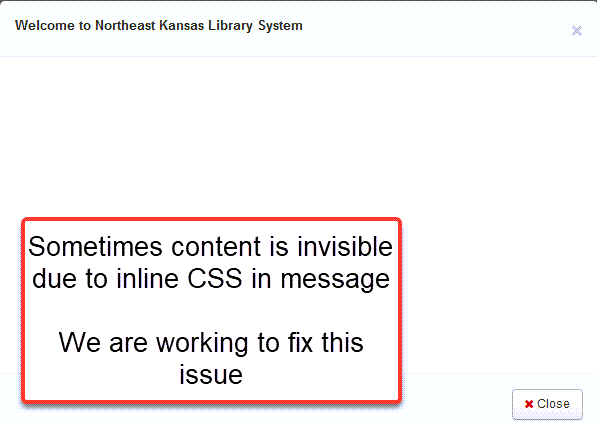 Welcome to Northeast Kansas Library System
×
Sometimes content is invisible
due to inline CSS in message
We are working to fix this
issue
✖ Close